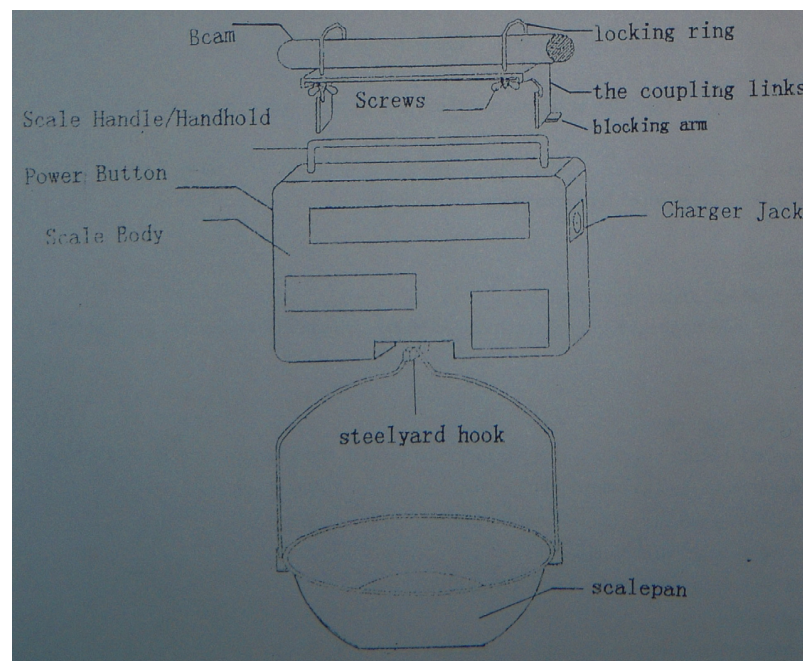 Beam
locking ring
the coupling links
Screws
Scale Handle/Handhold
blocking arm
Power Button
Charger Jack
Scale Body
steelyard hook
scalepan